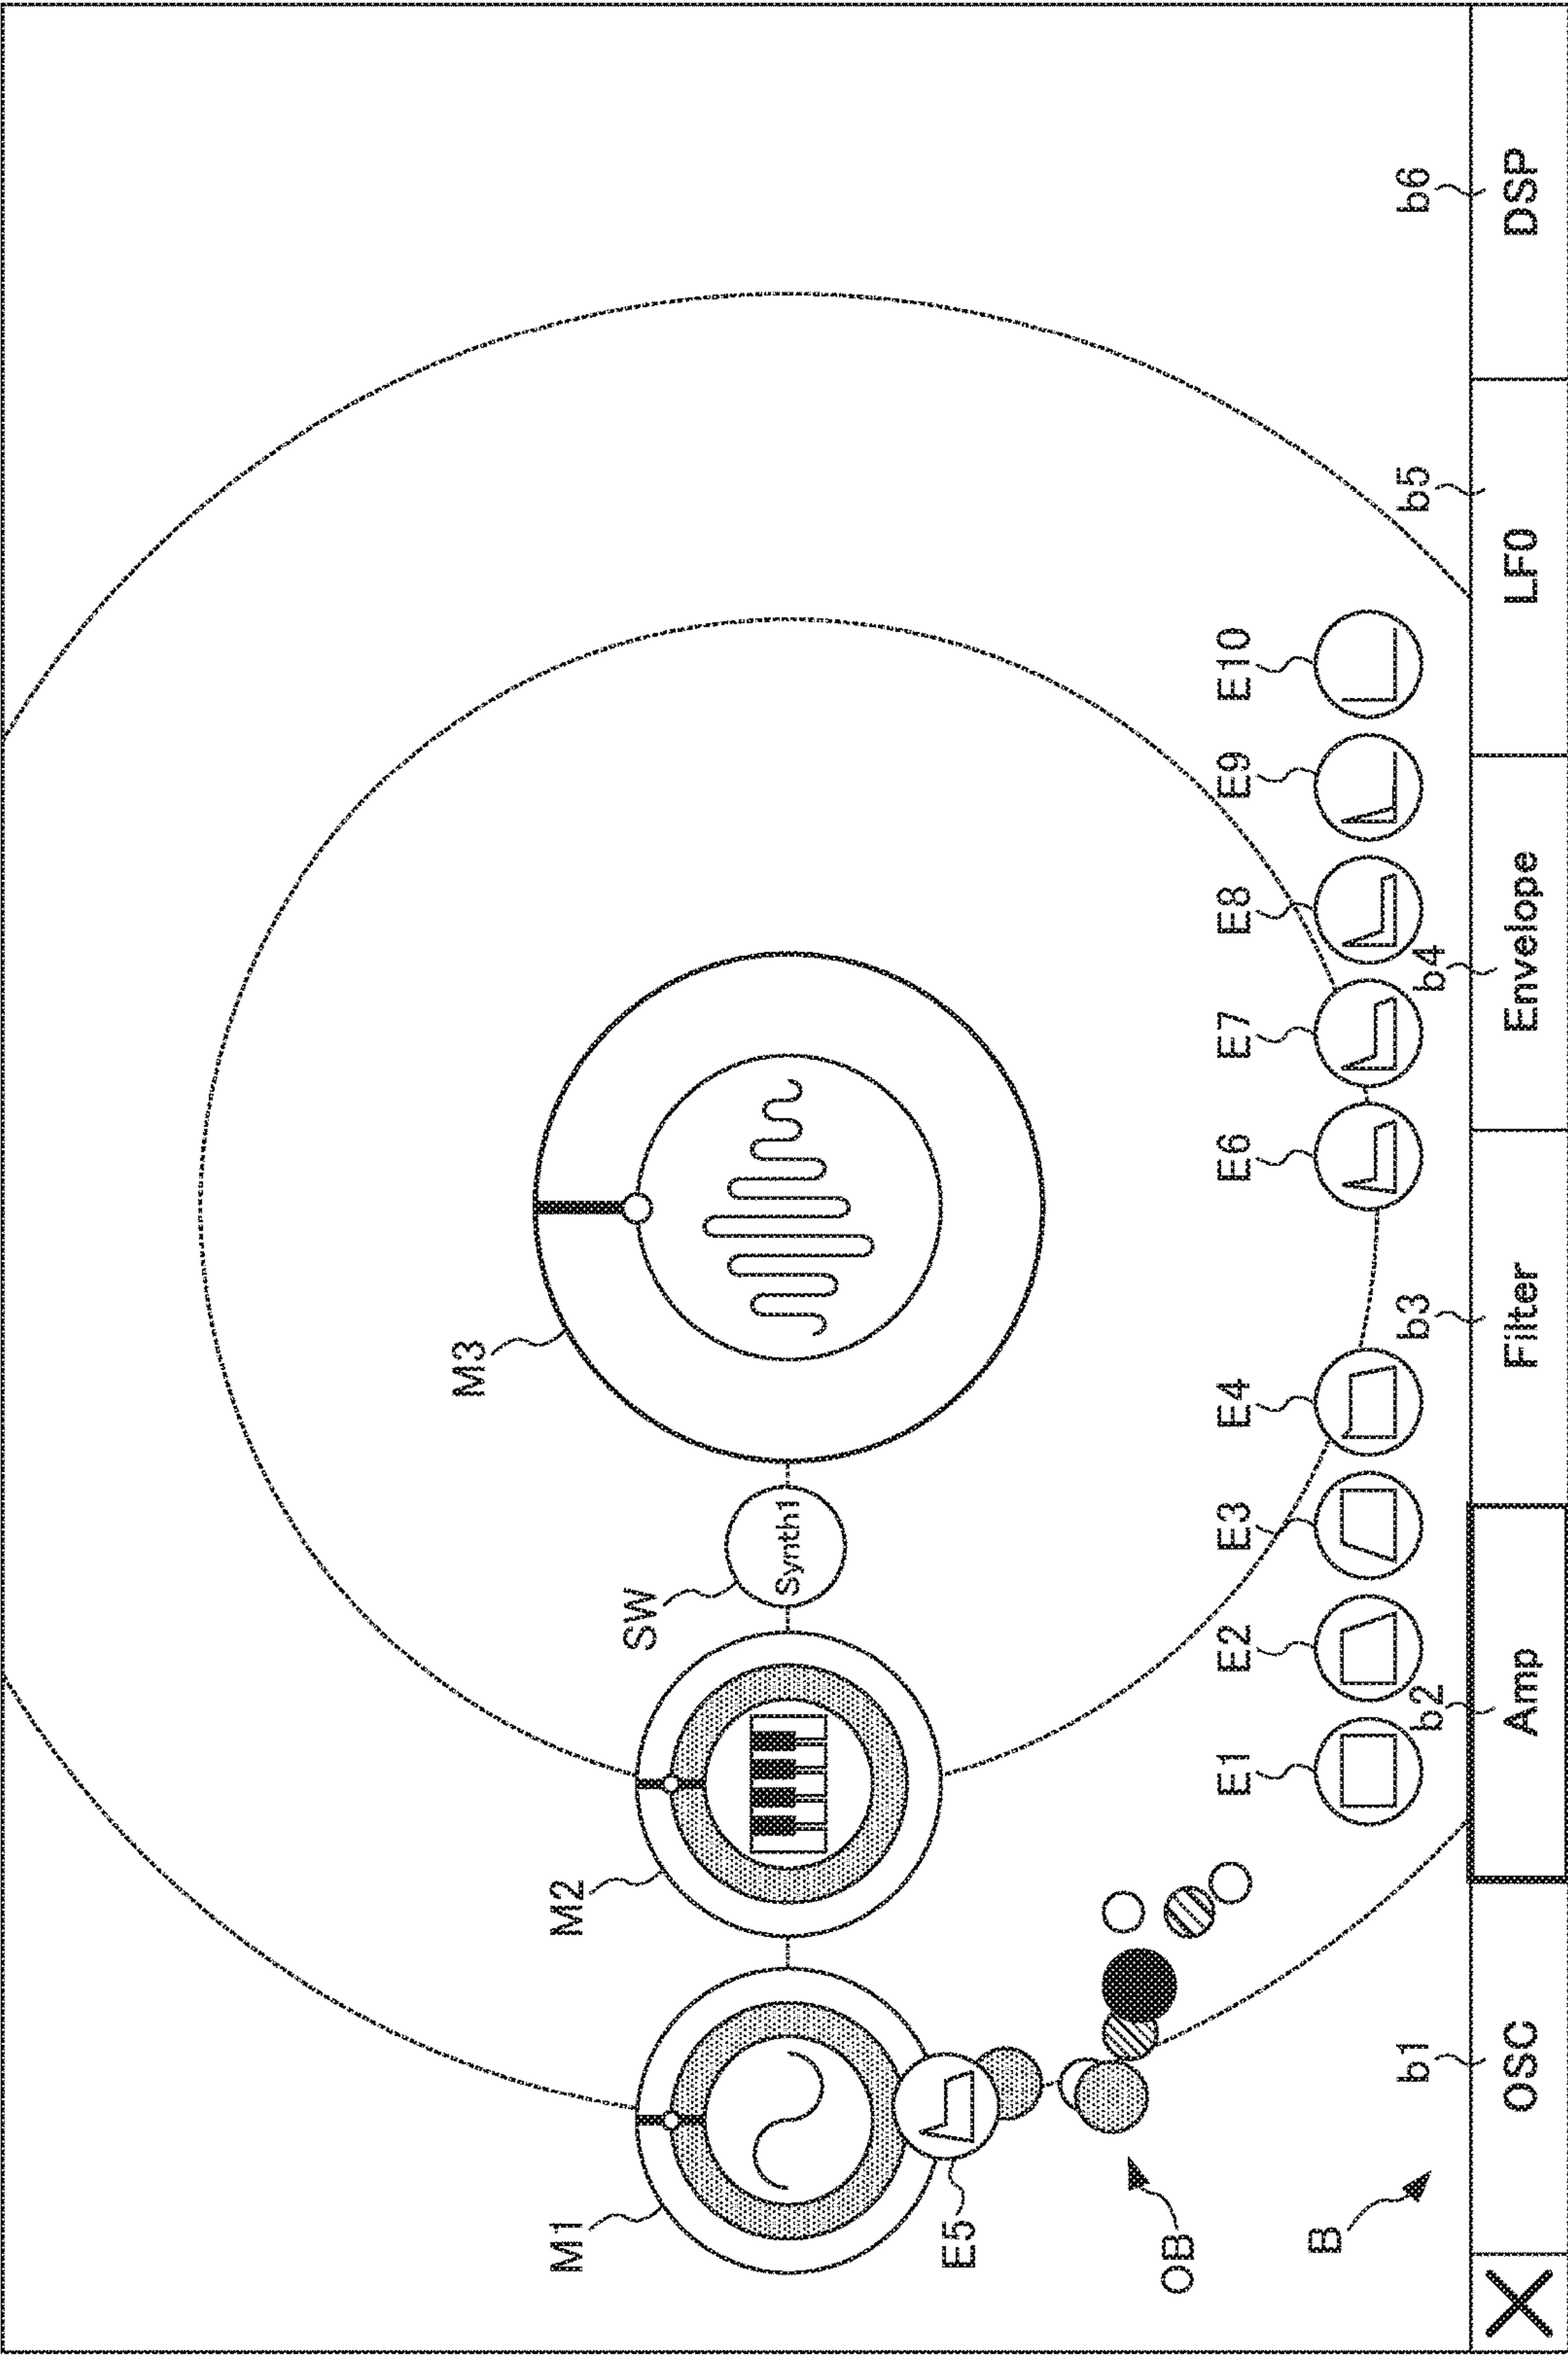 M3
SW
Synth1
M2
M1
E5
OB
B
E1
E2
E3
E4
E6
E7
E8
E9
E10
b1
b2
b3
b4
b5
b6
OSC
Amp
Filter
Envelope
LFO
DSP